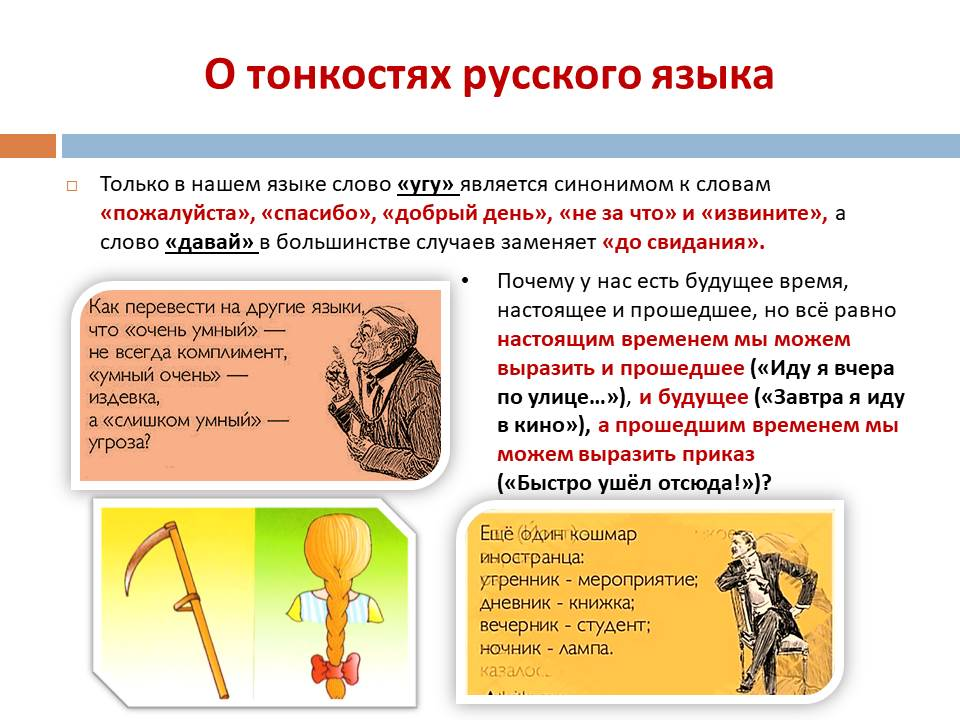 О тонкостях русского языка
Только в нашем языке слово «угу» является синонимом к словам
«пожалуйста», «спасибо», «добрый день», «не за что» и «извините», а
слово «давай» в большинстве случаев заменяет «до свидания».
Как перевести на другие языки,
что «очень умный» —
не всегда комплимент,
«умный очень» —
издевка,
а «слишком умный» —
угроза?
• Почему у нас есть будущее время,
настоящее и прошедшее, но всё равно
настоящим временем мы можем
выразить и прошедшее («Иду я вчера
по улице…»), и будущее («Завтра я иду
в кино»), а прошедшим временем мы
можем выразить приказ
(«Быстро ушёл отсюда!»)?
Ещё один кошмар
иностранца:
утренник - мероприятие;
дневник - книжка;
вечерник - студент;
ночник - лампа.